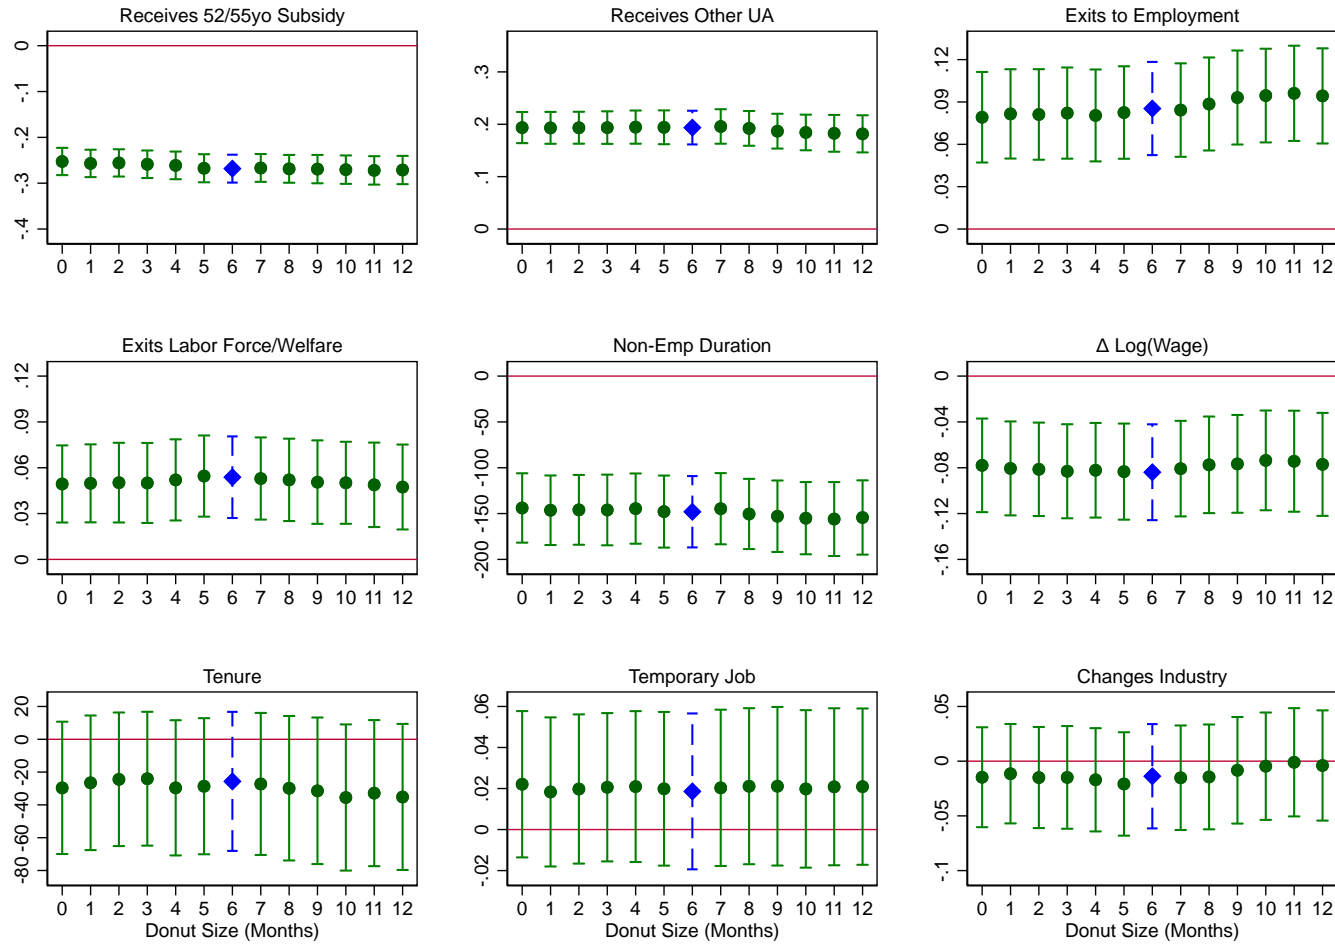 Receives 52/55yo Subsidy
0
-.1
-.2
-.3
-.4
0 1 2 3 4 5 6 7 8 9 10 11 12
Receives Other UA
.3
.2
.1
0
0 1 2 3 4 5 6 7 8 9 10 11 12
Exits to Employment
.12
.09
.06
.03
0
0 1 2 3 4 5 6 7 8 9 10 11 12
Exits Labor Force/Welfare
.12
.09
.06
.03
0
0 1 2 3 4 5 6 7 8 9 10 11 12
Non-Emp Duration
0
-50
-100
-150
-200
0 1 2 3 4 5 6 7 8 9 10 11 12
Δ Log(Wage)
0
-.04
-.08
-.12
-.16
0 1 2 3 4 5 6 7 8 9 10 11 12
Tenure
20
0
-20
-40
-60
-80
0 1 2 3 4 5 6 7 8 9 10 11 12
Donut Size (Months)
Temporary Job
.06
.04
.02
0
-.02
0 1 2 3 4 5 6 7 8 9 10 11 12
Donut Size (Months)
Changes Industry
.05
0
-.05
-.1
0 1 2 3 4 5 6 7 8 9 10 11 12
Donut Size (Months)